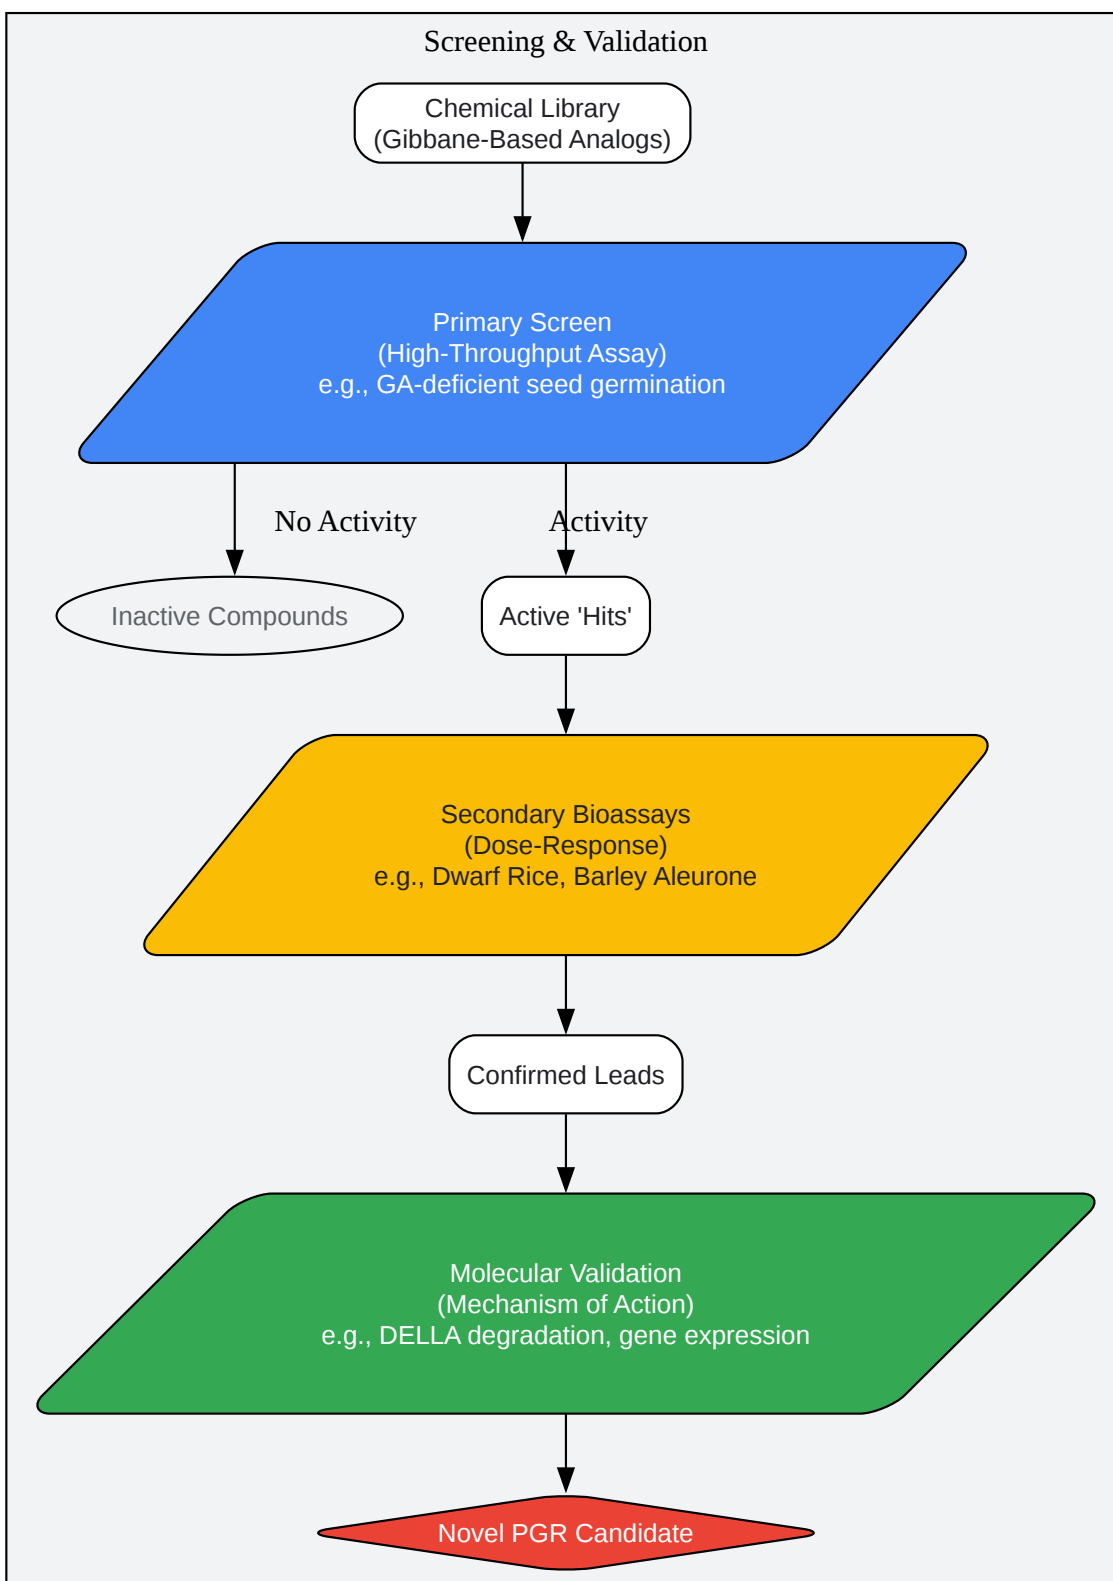 Screening & Validation
Chemical Library
(Gibbane-Based Analogs)
Primary Screen
(High-Throughput Assay)
e.g., GA-deficient seed germination
No Activity
Activity
Inactive Compounds
Active 'Hits'
Secondary Bioassays
(Dose-Response)
e.g., Dwarf Rice, Barley Aleurone
Confirmed Leads
Molecular Validation
(Mechanism of Action)
e.g., DELLA degradation, gene expression
Novel PGR Candidate